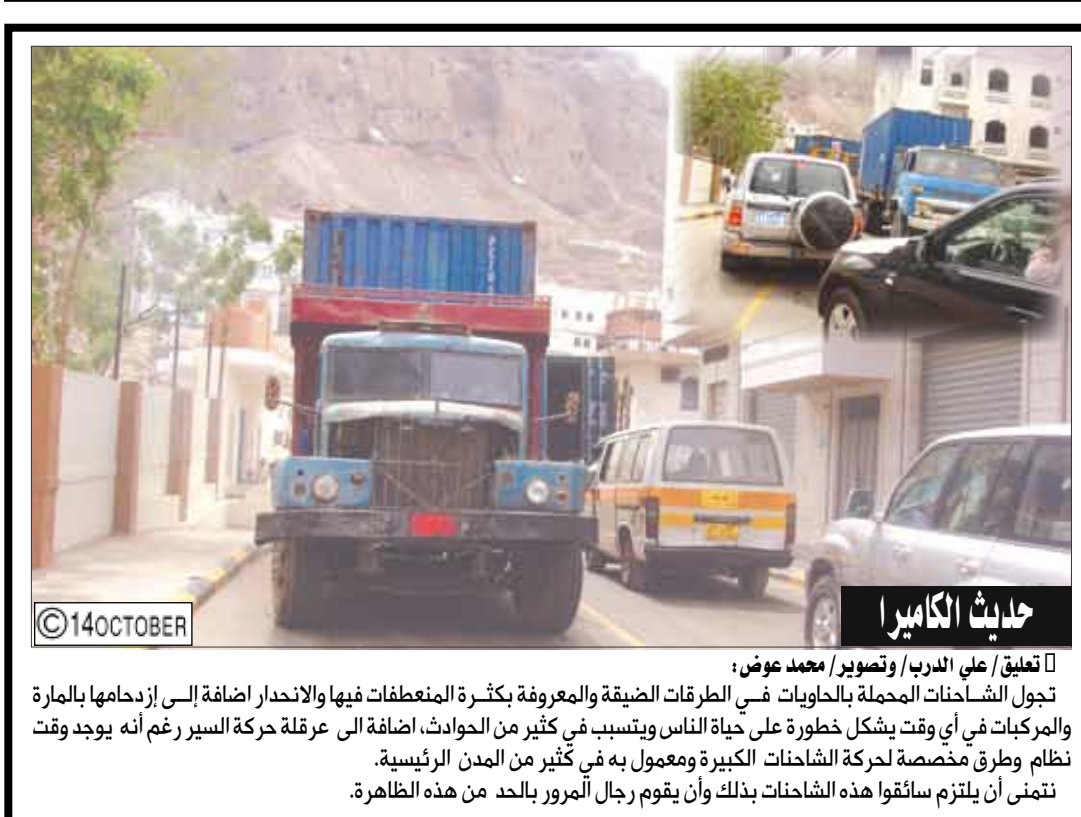 ©14OCTOBER
حديث الكاميرا
تعليق/ علي الدرب/ وتصوير/ محمد عوض :
تجول الشاحنات المحملة بالحاويات في الطرقات الضيقة والمعروفة بكثرة المنعطفات فيها والانحدار اضافة إلى إزدحامها بالمارة
والمركبات في أي وقت يشكل خطورة على حياة الناس ويتسبب في كثير من الحوادث، اضافة الى عرقلة حركة السير رغم أنه يوجد وقت
نظام وطرق مخصصة لحركة الشاحنات الكبيرة ومعمول به في كثير من المدن الرئيسية.
نتمنى أن يلتزم سائقوا هذه الشاحنات بذلك وأن يقوم رجال المرور بالحد من هذه الظاهرة.